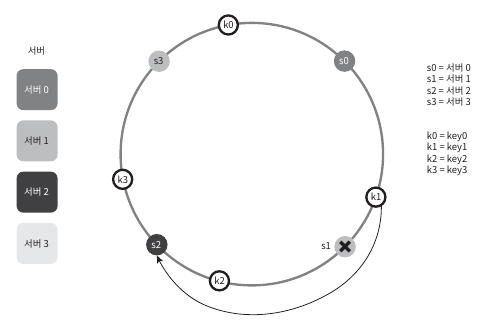 서버
서버 0
서버 1
서버 2
서버 3
k0
s3
s0
k3
k1
s2
s1
k2
s0 = 서버 0
s1 = 서버 1
s2 = 서버 2
s3 = 서버 3
k0 = key0
k1 = key1
k2 = key2
k3 = key3